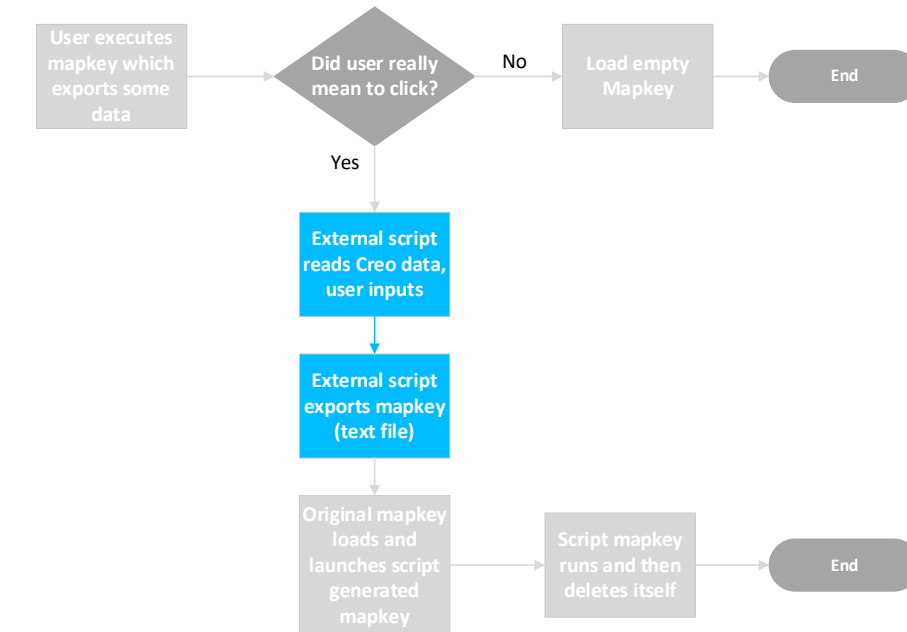 User executes
mapkey which
exports some
data
Did user really
mean to click?
No
Load empty
Mapkey
End
Yes
External script
reads Creo data,
user inputs
External script
exports mapkey
(text file)
Original mapkey
loads and
launches script
generated
mapkey
Script mapkey
runs and then
deletes itself
End